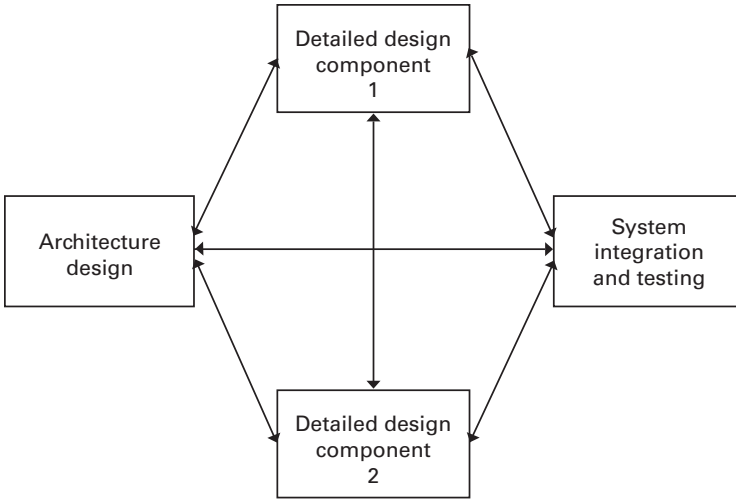 Detailed design
component
1
Architecture
design
System
integration
and testing
Detailed design
component
2